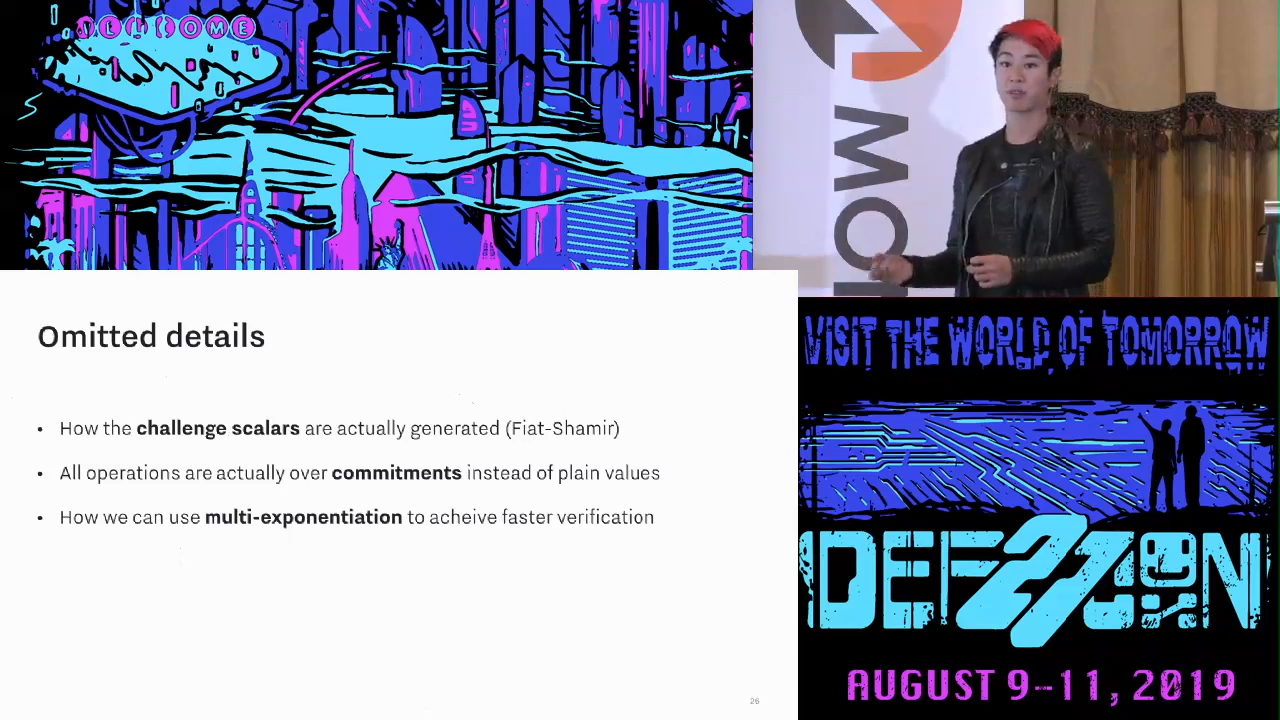 WELCOME
Omitted details
• How the challenge scalars are actually generated (Fiat-Shamir)
• All operations are actually over commitments instead of plain values
• How we can use multi-exponentiation to acheive faster verification
26
VISIT THE WORLD OF TOMORROW
DEF27CON
AUGUST 9-11, 2019